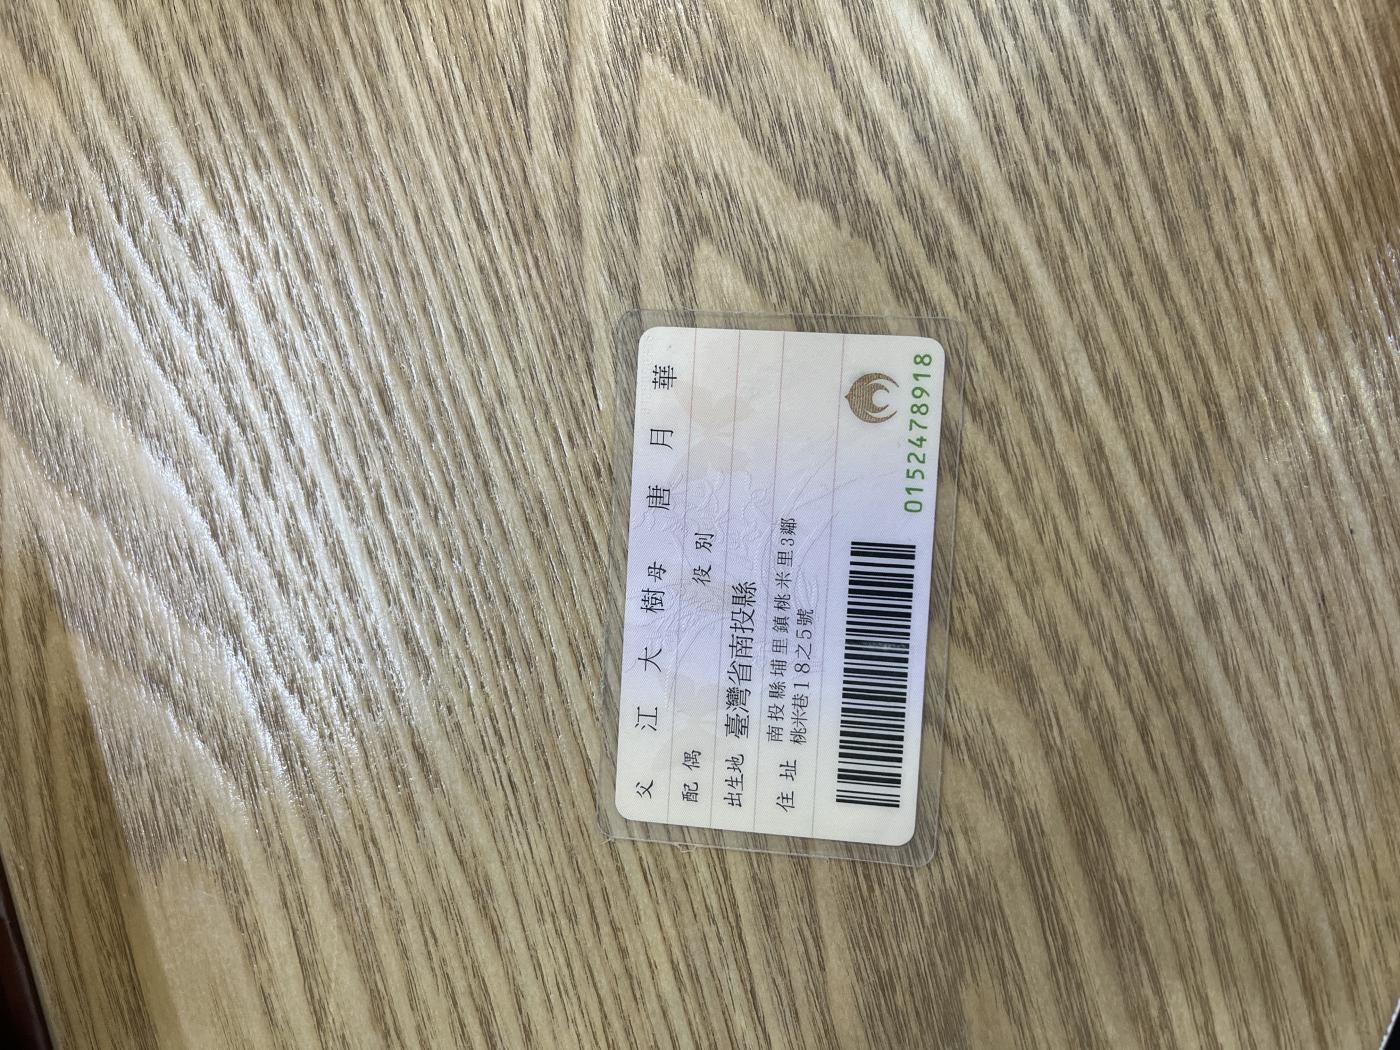 父 江大樹 母 唐月華
配偶 役別
出生地 臺灣省南投縣
住址 南投縣埔里鎮桃米里3鄰
桃米巷18之5號
0152478918